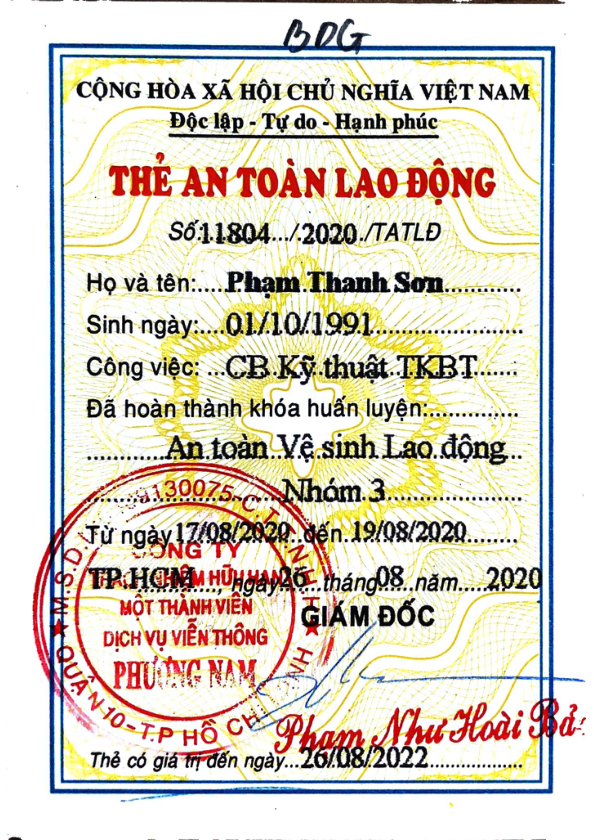 BDG
CỘNG HÒA XÃ HỘI CHỦ NGHĨA VIỆT NAM
Độc lập - Tự do - Hạnh phúc
THẺ AN TOÀN LAO ĐỘNG
Số:11804.../.2020./TATLĐ
Họ và tên:....Phạm Thanh Sơn............
Sinh ngày:...01/10/1991.......................
Công việc: ...CB Kỹ thuật TKBT.......
Đã hoàn thành khóa huấn luyện:..............
............An toàn Vệ sinh Lao động...
Nhóm 3.....................
Từ ngày 17/08/2020 đến 19/08/2020.........
TP.HCM...., ngày 26 tháng 08 năm......2020
GIÁM ĐỐC
130075-C.T.
CÔNG TY
HỮU HẠN
MỘT THÀNH VIÊN
DỊCH VỤ VIỄN THÔNG
PHƯƠNG NAM
QUẬN 10-T.P HỒ CHÍ MINH
Phạm Như Hoài
Thẻ có giá trị đến ngày...26/08/2022.................